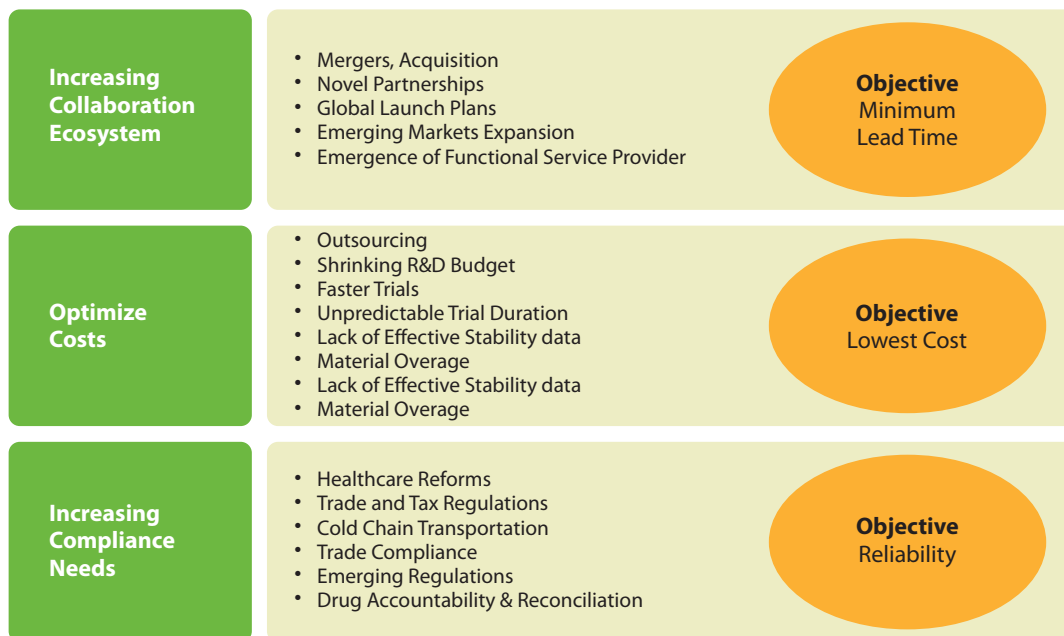 Increasing
Collaboration
Ecosystem
• Mergers, Acquisition
• Novel Partnerships
• Global Launch Plans
• Emerging Markets Expansion
• Emergence of Functional Service Provider
Objective
Minimum
Lead Time
Optimize
Costs
• Outsourcing
• Shrinking R&D Budget
• Faster Trials
• Unpredictable Trial Duration
• Lack of Effective Stability data
• Material Overage
• Lack of Effective Stability data
• Material Overage
Objective
Lowest Cost
Increasing
Compliance
Needs
• Healthcare Reforms
• Trade and Tax Regulations
• Cold Chain Transportation
• Trade Compliance
• Emerging Regulations
• Drug Accountability & Reconciliation
Objective
Reliability